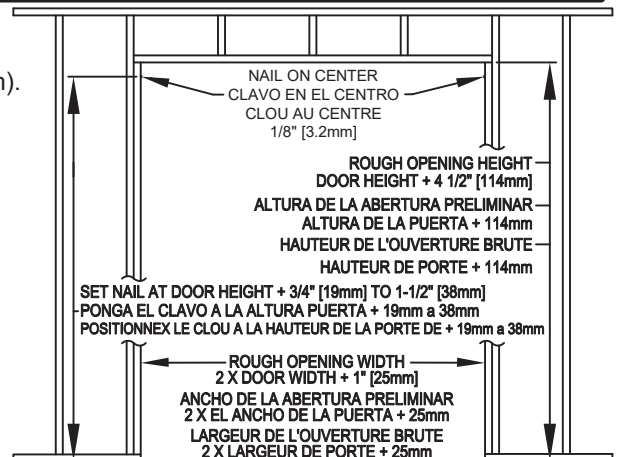 n).
NAIL ON CENTER
CLAVO EN EL CENTRO
CLOU AU CENTRE
1/8" [3.2mm]
ROUGH OPENING HEIGHT
DOOR HEIGHT + 4 1/2" [114mm]
ALTURA DE LA ABERTURA PRELIMINAR
ALTURA DE LA PUERTA + 114mm
HAUTEUR DE L'OUVERTURE BRUTE
HAUTEUR DE PORTE + 114mm
SET NAIL AT DOOR HEIGHT + 3/4" [19mm] TO 1-1/2" [38mm]
PONGA EL CLAVO A LA ALTURA PUERTA + 19mm a 38mm
POSITIONNEX LE CLOU A LA HAUTEUR DE LA PORTE DE + 19mm a 38mm
ROUGH OPENING WIDTH
2 X DOOR WIDTH + 1" [25mm]
ANCHO DE LA ABERTURA PRELIMINAR
2 X EL ANCHO DE LA PUERTA + 25mm
LARGEUR DE L'OUVERTURE BRUTE
2 X LARGEUR DE PORTE + 25mm